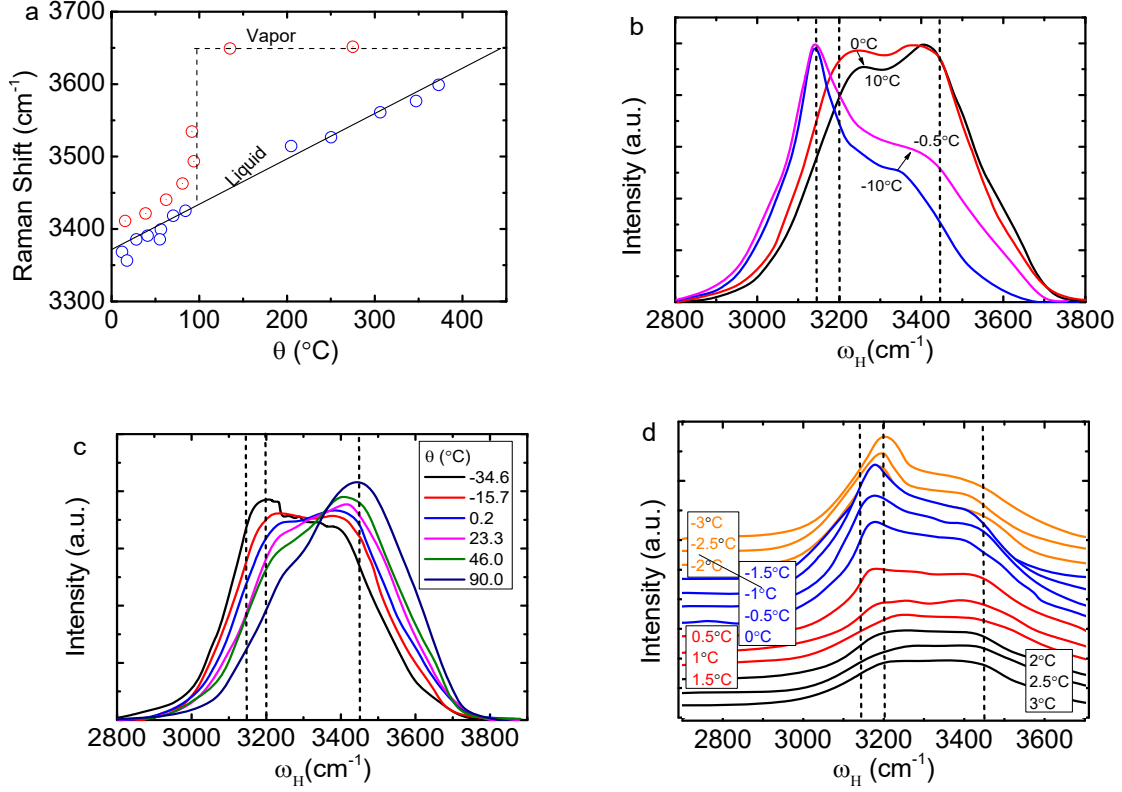 a
3700
3600
3500
3400
3300
Raman Shift (cm-1)
Vapor
Liquid
0
100
200
300
400
θ (°C)
b
Intensity (a.u.)
0°C
10°C
-0.5°C
-10°C
2800
3000
3200
3400
3600
3800
ωH(cm-1)
c
Intensity (a.u.)
θ (°C)
-34.6
-15.7
0.2
23.3
46.0
90.0
2800
3000
3200
3400
3600
3800
ωH(cm-1)
d
Intensity (a.u.)
-3°C
-2.5°C
-2°C
-1.5°C
-1°C
-0.5°C
0°C
0.5°C
1°C
1.5°C
2°C
2.5°C
3°C
2800
3000
3200
3400
3600
ωH(cm-1)